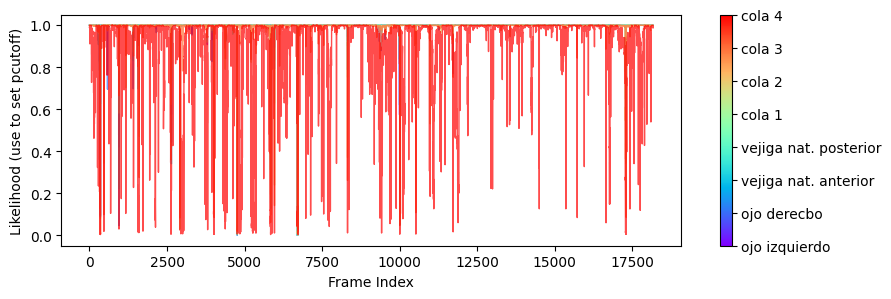 Likelihood (use to set pcutoff)
1.0
0.8
0.6
0.4
0.2
0.0
0 2500 5000 7500 10000 12500 15000 17500
Frame Index
cola 4
cola 3
cola 2
cola 1
vejiga nat. posterior
vejiga nat. anterior
ojo derecbo
ojo izquierdo